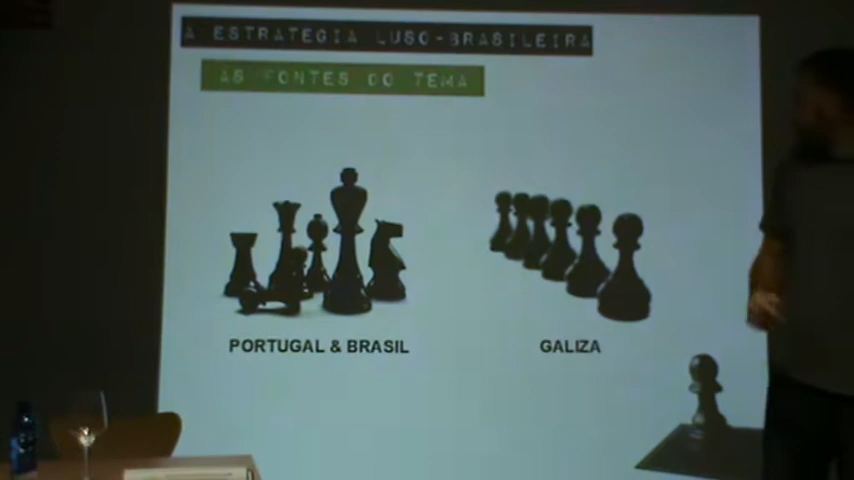 A ESTRATEGIA LUSO-BRASILEIRA
AS FONTES DO TEMA
PORTUGAL & BRASIL
GALIZA